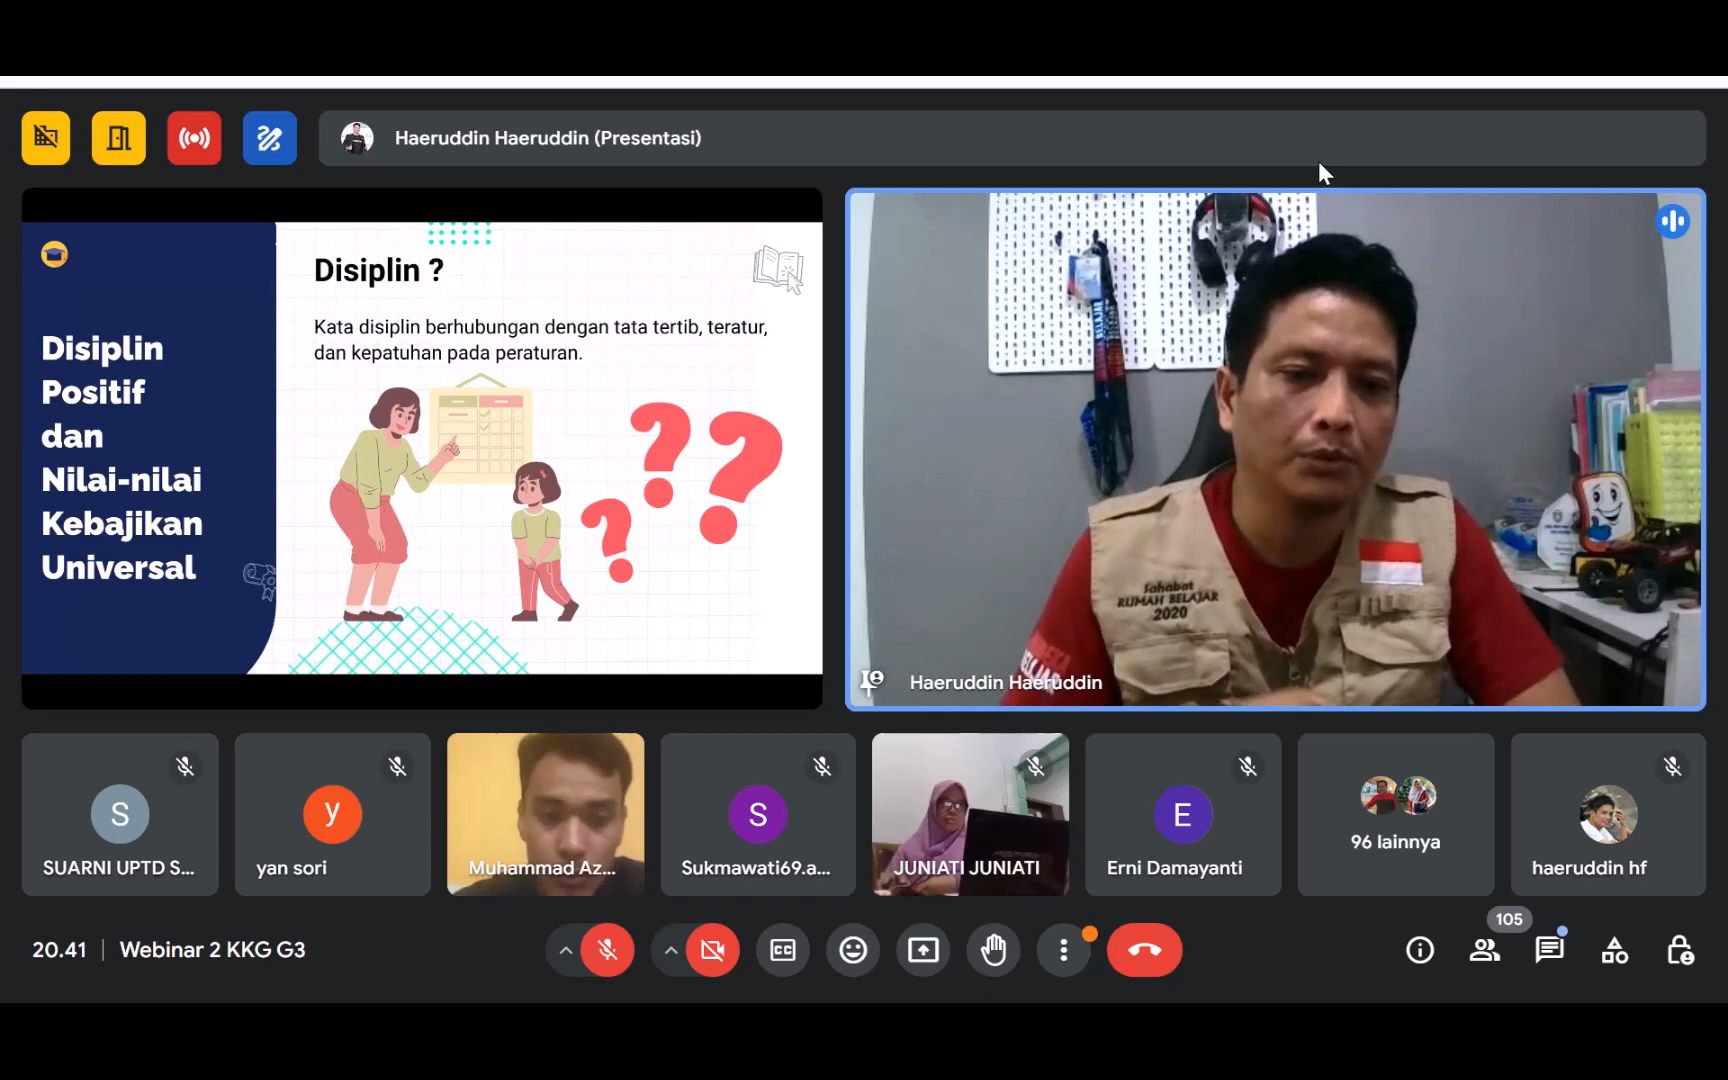 Haeruddin Haeruddin (Presentasi)
Disiplin
Positif
dan
Nilai-nilai
Kebajikan
Universal
Disiplin ?
Kata disiplin berhubungan dengan tata tertib, teratur,
dan kepatuhan pada peraturan.
Sahabat
RUMAH BELAJAR
2020
Haeruddin Haeruddin
S
SUARNI UPTD S...
y
yan sori
Muhammad Az...
S
Sukmawati69.a...
JUNIATI JUNIATI
E
Erni Damayanti
96 lainnya
haeruddin hf
20.41
Webinar 2 KKG G3
CC
105